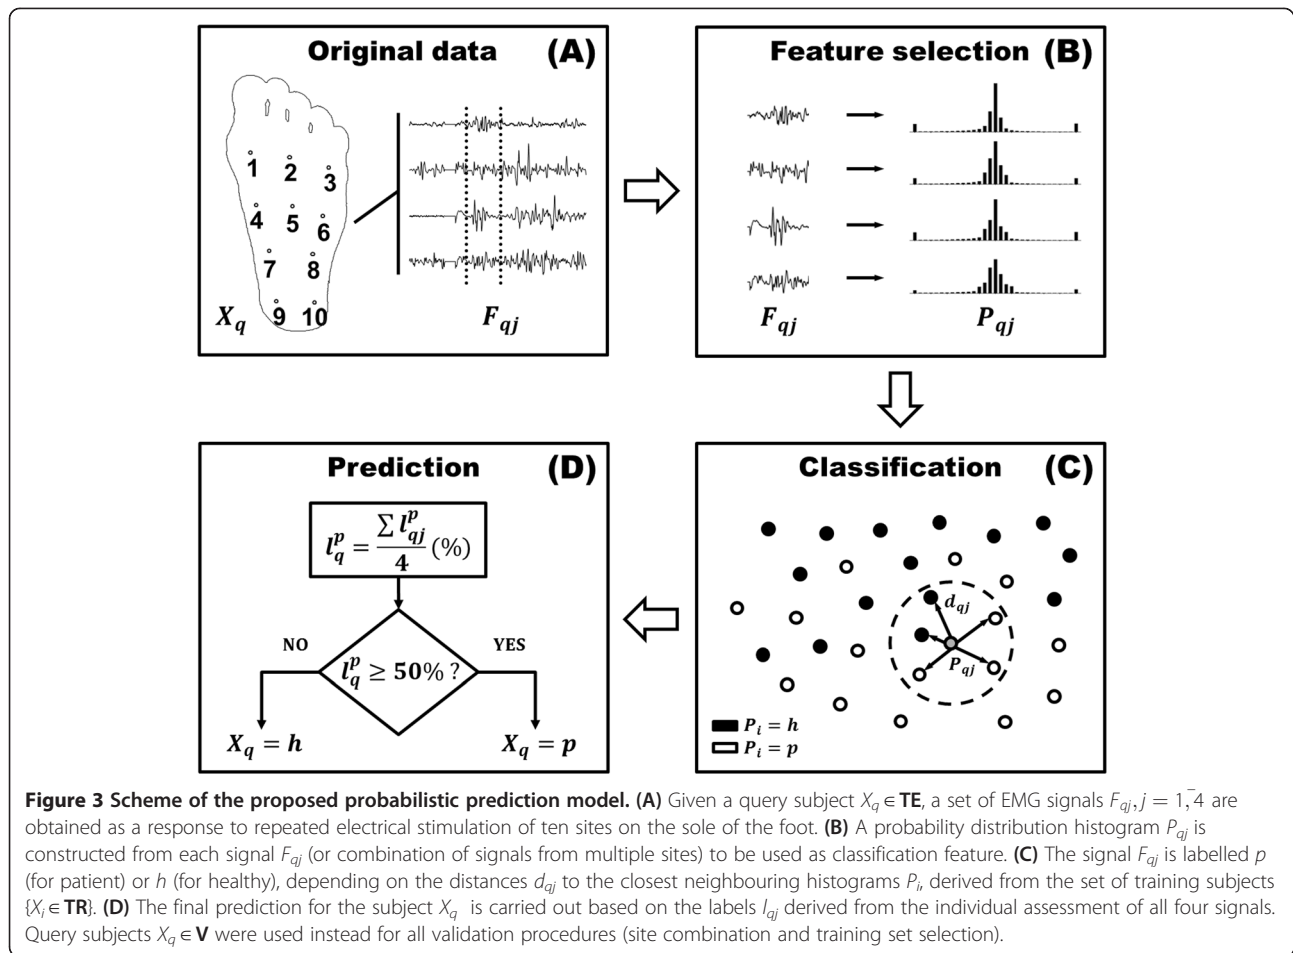 Original data (A)
1 2 3
4 5 6
7 8
9 10
X_q
F_qj
Feature selection (B)
F_qj
P_qj
Prediction (D)
l_q^p = ∑ l_qj^p / 4 (%)
NO
YES
l_q^p ≥ 50% ?
X_q = h
X_q = p
Classification (C)
d_qj
P_qj
P_i = h
P_i = p
Figure 3 Scheme of the proposed probabilistic prediction model. (A) Given a query subject X_q ∈ TE, a set of EMG signals F_qj, j = 1,¯4 are
obtained as a response to repeated electrical stimulation of ten sites on the sole of the foot. (B) A probability distribution histogram P_qj is
constructed from each signal F_qj (or combination of signals from multiple sites) to be used as classification feature. (C) The signal F_qj is labelled p
(for patient) or h (for healthy), depending on the distances d_qj to the closest neighbouring histograms P_i, derived from the set of training subjects
{X_i ∈ TR}. (D) The final prediction for the subject X_q is carried out based on the labels l_qj derived from the individual assessment of all four signals.
Query subjects X_q ∈ V were used instead for all validation procedures (site combination and training set selection).